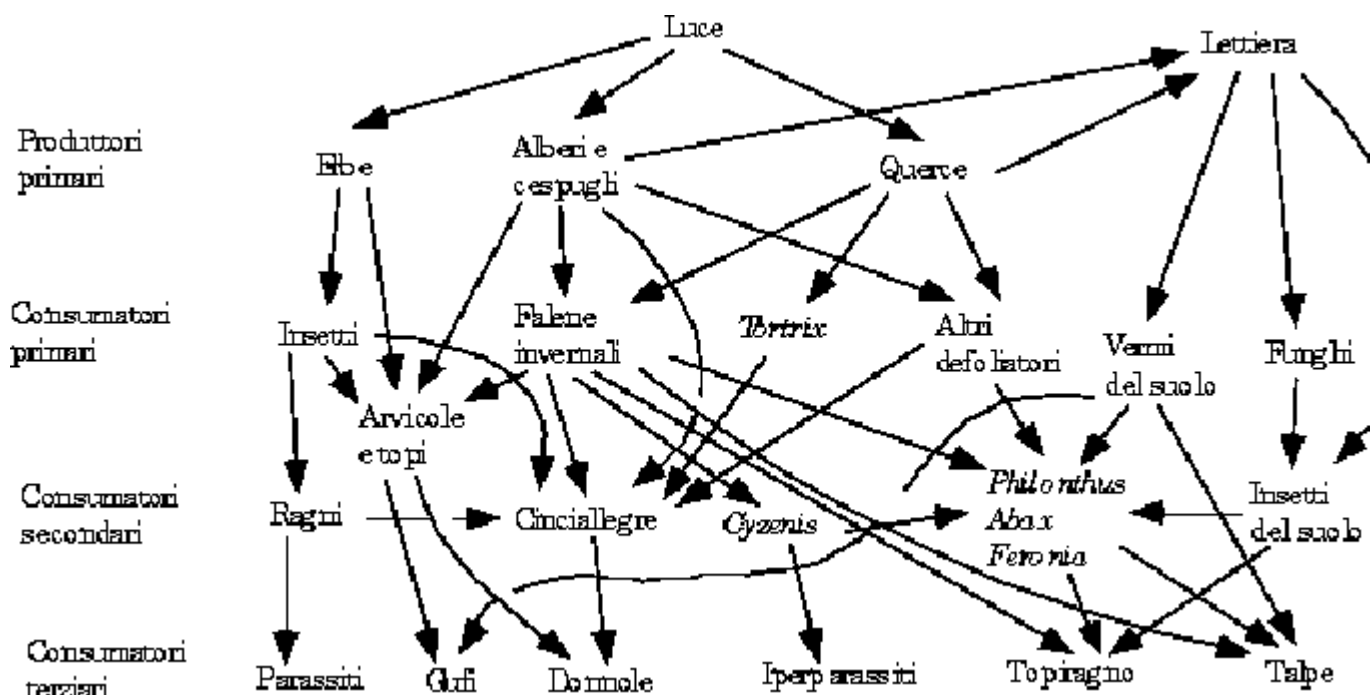 Luce
Lettiera
Produttori
primari
Erbe
Alberi e
cespugli
Querce
Consumatori
primari
Insetti
Falene
invernali
Tortrix
Altri
defoliatori
Vermi
del suolo
Funghi
Arvicole
e topi
Consumatori
secondari
Ragni
Cinciallegre
Cyzenis
Philonthus
Abax
Feronia
Insetti
del suolo
Consumatori
terziari
Parassiti
Gufi
Donnole
Iperparassiti
Topiragno
Talpe